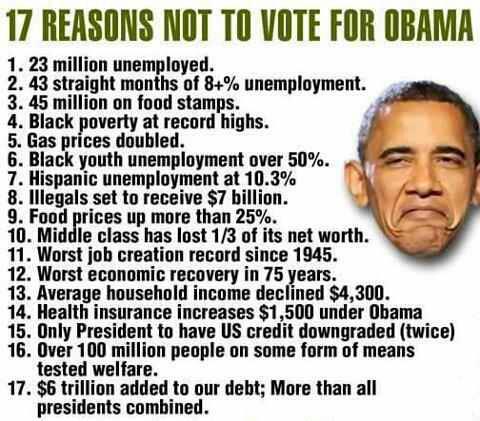 17 REASONS NOT TO VOTE FOR OBAMA
1. 23 million unemployed.
2. 43 straight months of 8+% unemployment.
3. 45 million on food stamps.
4. Black poverty at record highs.
5. Gas prices doubled.
6. Black youth unemployment over 50%.
7. Hispanic unemployment at 10.3%
8. Illegals set to receive $7 billion.
9. Food prices up more than 25%.
10. Middle class has lost 1/3 of its net worth.
11. Worst job creation record since 1945.
12. Worst economic recovery in 75 years.
13. Average household income declined $4,300.
14. Health insurance increases $1,500 under Obama
15. Only President to have US credit downgraded (twice)
16. Over 100 million people on some form of means
tested welfare.
17. $6 trillion added to our debt; More than all
presidents combined.